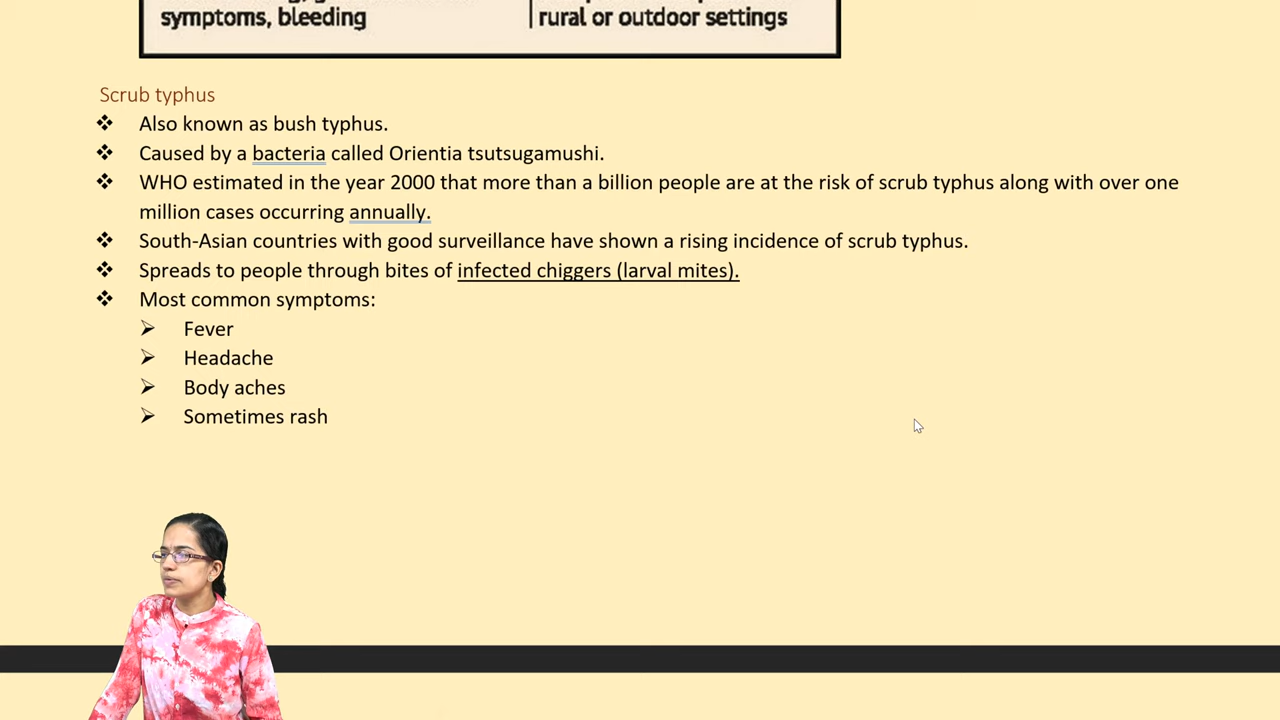 symptoms, bleeding
rural or outdoor settings
Scrub typhus
❖ Also known as bush typhus.
❖ Caused by a bacteria called Orientia tsutsugamushi.
❖ WHO estimated in the year 2000 that more than a billion people are at the risk of scrub typhus along with over one
million cases occurring annually.
❖ South-Asian countries with good surveillance have shown a rising incidence of scrub typhus.
❖ Spreads to people through bites of infected chiggers (larval mites).
❖ Most common symptoms:
➢ Fever
➢ Headache
➢ Body aches
➢ Sometimes rash